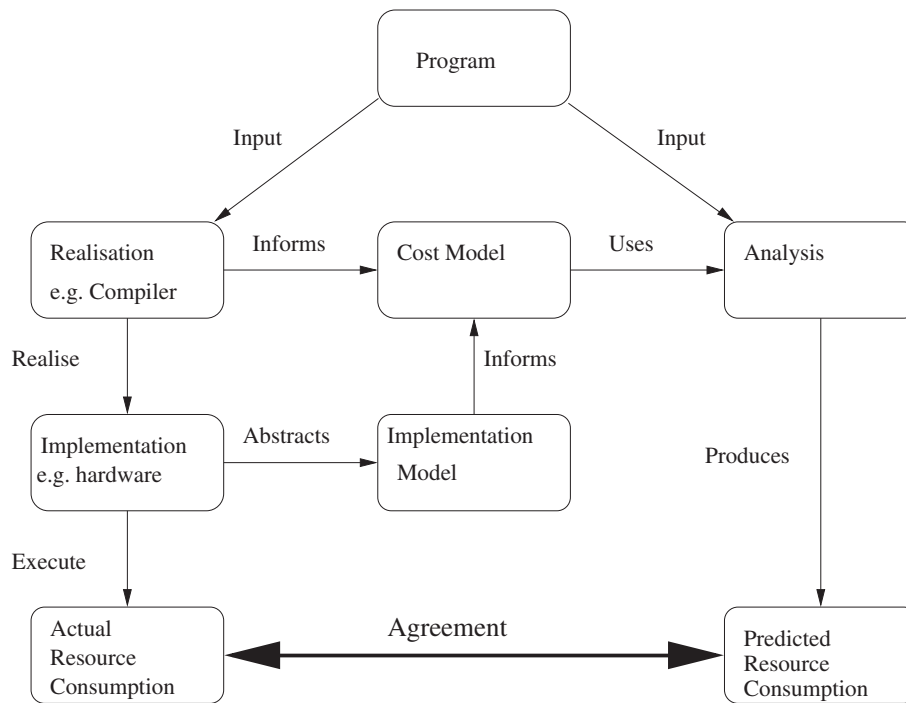 Program
Input
Input
Realisation
e.g. Compiler
Informs
Cost Model
Uses
Analysis
Realise
Informs
Implementation
e.g. hardware
Abstracts
Implementation
Model
Produces
Execute
Actual
Resource
Consumption
Agreement
Predicted
Resource
Consumption